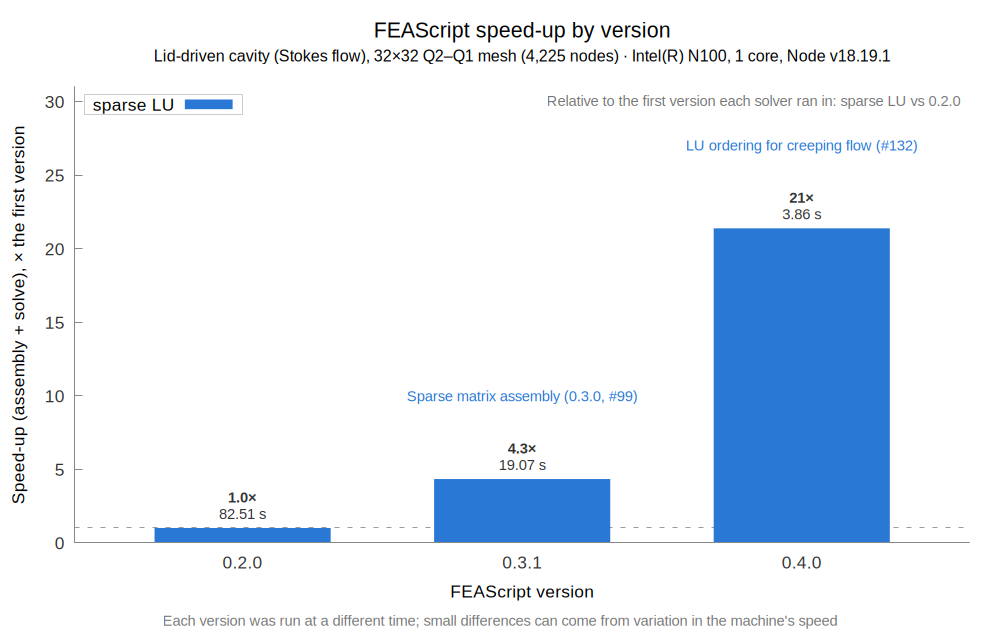 FEAScript speed-up by version
Lid-driven cavity (Stokes flow), 32×32 Q2–Q1 mesh (4,225 nodes) · Intel(R) N100, 1 core, Node v18.19.1
sparse LU
Relative to the first version each solver ran in: sparse LU vs 0.2.0
LU ordering for creeping flow (#132)
21×
3.86 s
Sparse matrix assembly (0.3.0, #99)
4.3×
19.07 s
1.0×
82.51 s
Speed-up (assembly + solve), × the first version
30
25
20
15
10
5
0
0.2.0
0.3.1
0.4.0
FEAScript version
Each version was run at a different time; small differences can come from variation in the machine's speed